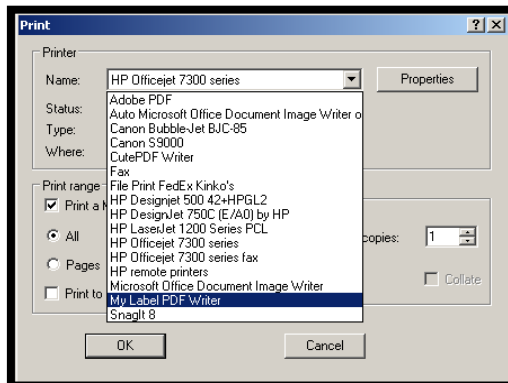 Print
Printer
Name: HP Officejet 7300 series Properties
Status:
Type:
Where:
Adobe PDF
Auto Microsoft Office Document Image Writer o
Canon Bubble-Jet BJC-85
Canon S9000
CutePDF Writer
Fax
File Print FedEx Kinko's
HP Designjet 500 42+HPGL2
HP DesignJet 750C (E/A0) by HP
HP LaserJet 1200 Series PCL
HP Officejet 7300 series
HP Officejet 7300 series fax
HP remote printers
Microsoft Office Document Image Writer
My Label PDF Writer
SnagIt 8
Print range
Print a M
All
Pages
Print to
copies: 1
Collate
OK Cancel